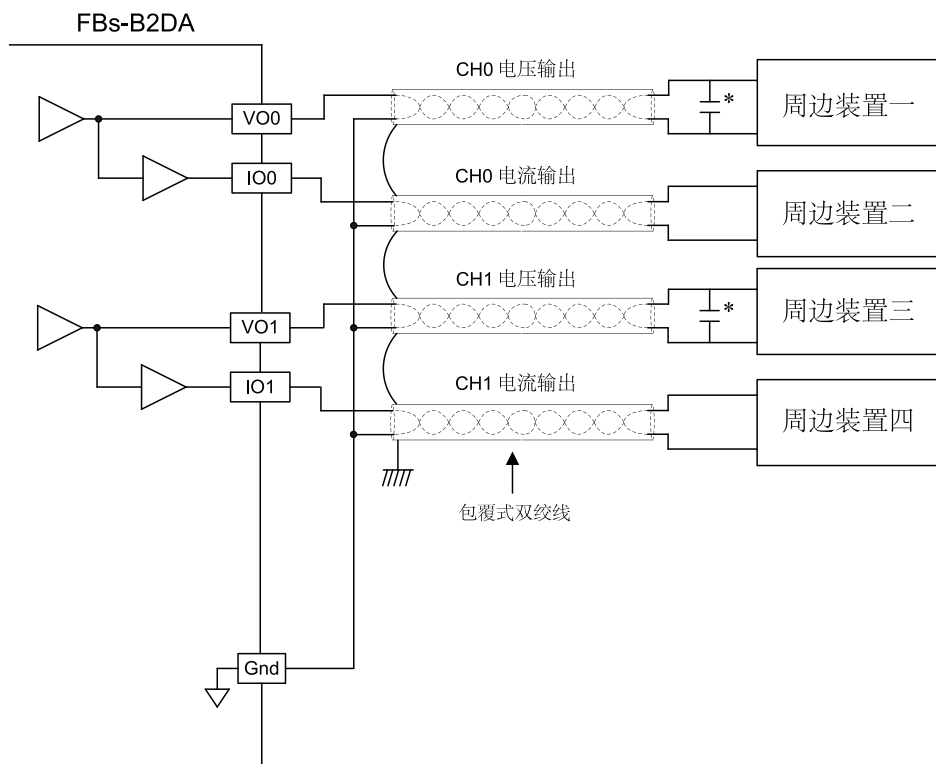 FBs-B2DA
CH0 电压输出
VO0
*
周边装置一
IO0
CH0 电流输出
周边装置二
CH1 电压输出
VO1
*
周边装置三
IO1
CH1 电流输出
周边装置四
包覆式双绞线
Gnd